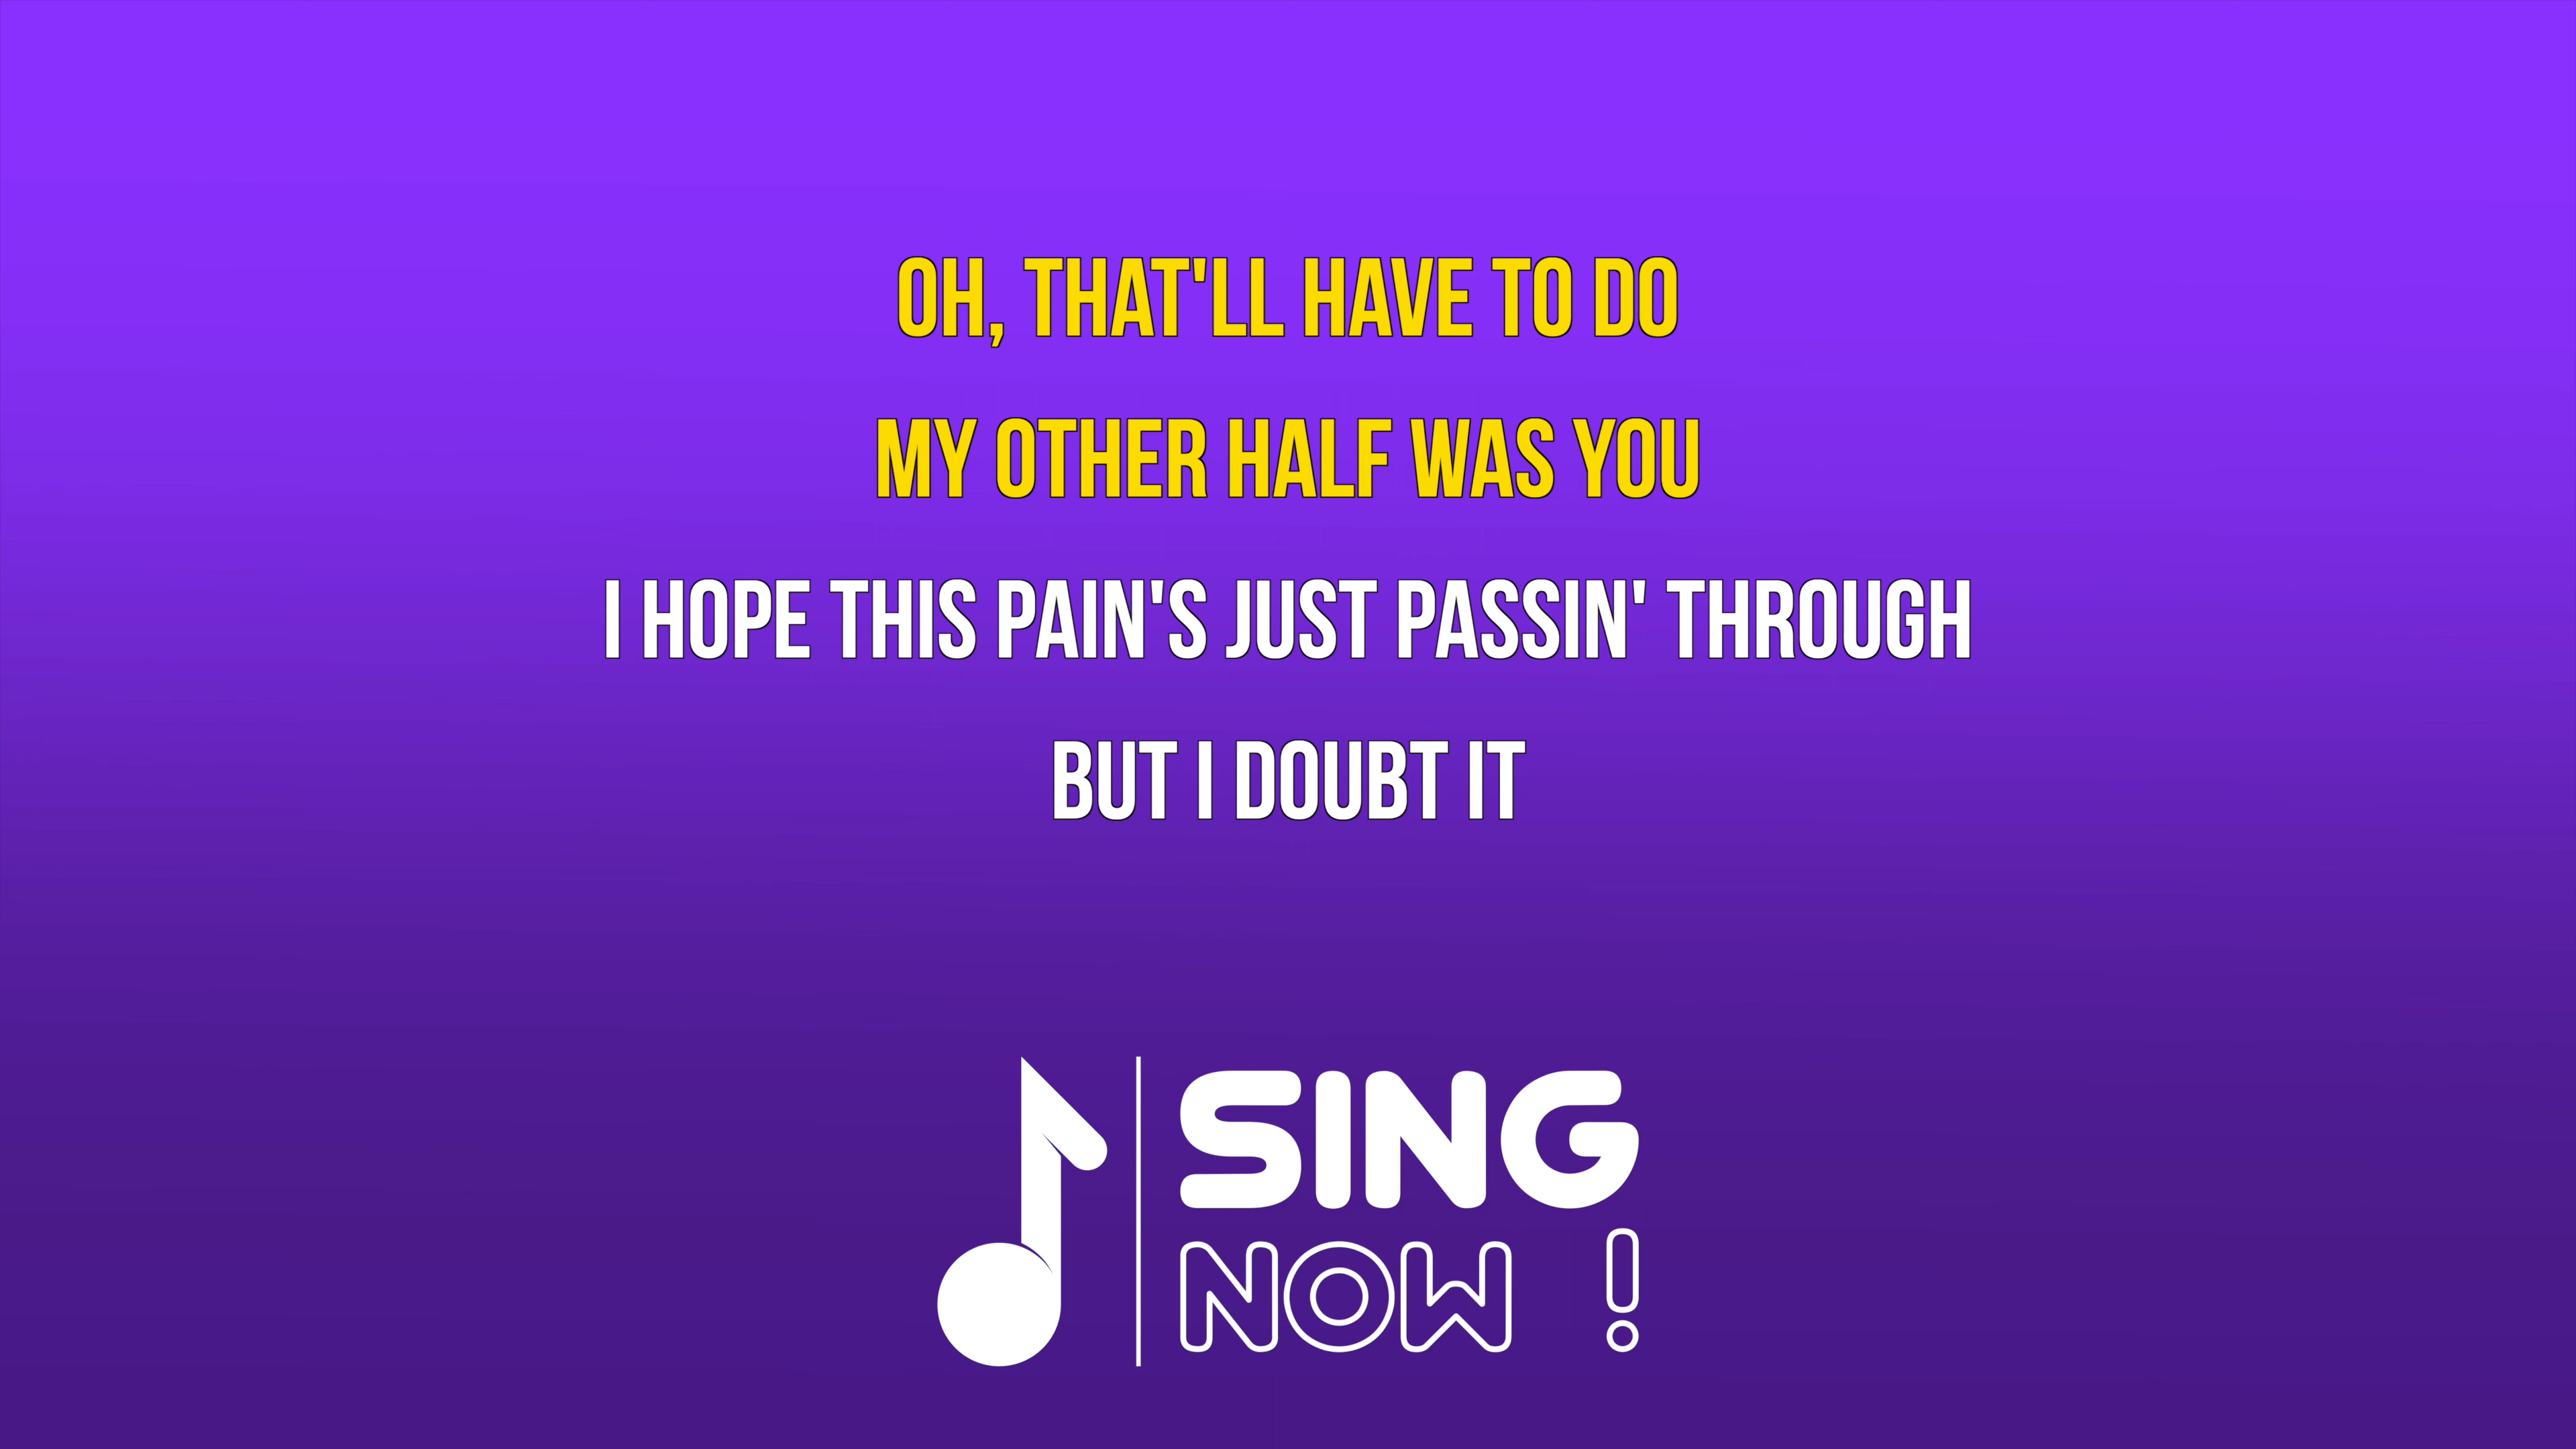 OH, THAT'LL HAVE TO DO
MY OTHER HALF WAS YOU
I HOPE THIS PAIN'S JUST PASSIN' THROUGH
BUT I DOUBT IT
SING
NOW !